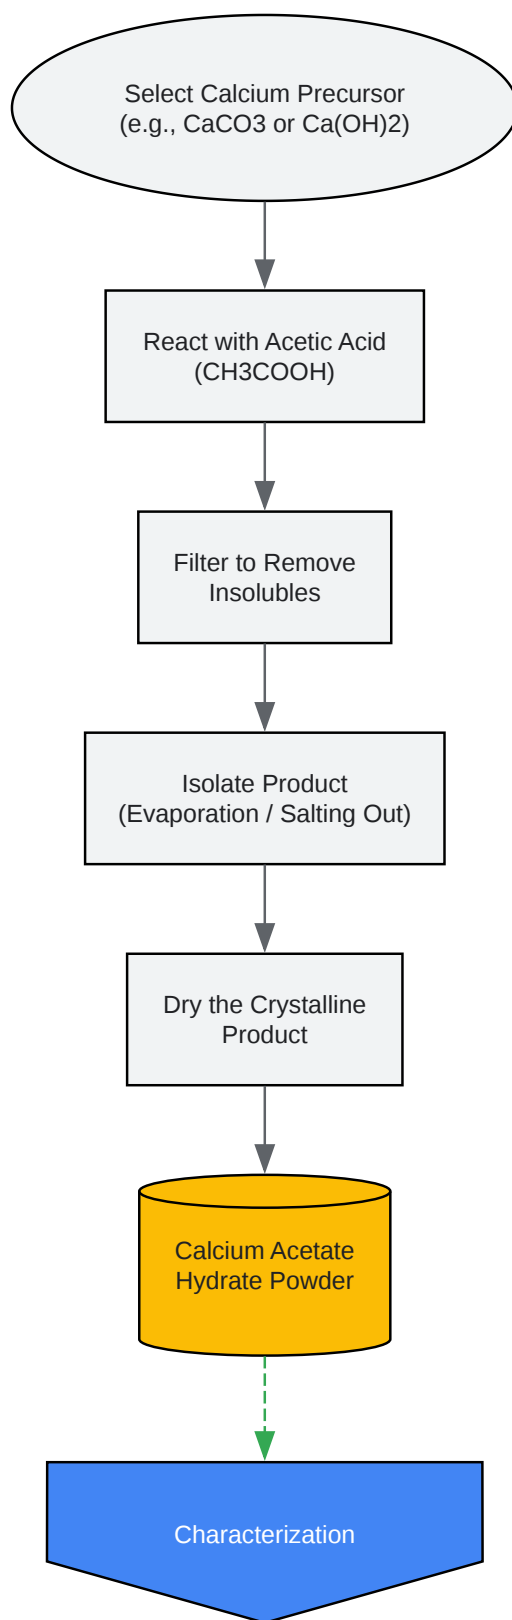 Select Calcium Precursor
(e.g., CaCO3 or Ca(OH)2)
React with Acetic Acid
(CH3COOH)
Filter to Remove
Insolubles
Isolate Product
(Evaporation / Salting Out)
Dry the Crystalline
Product
Calcium Acetate
Hydrate Powder
Characterization